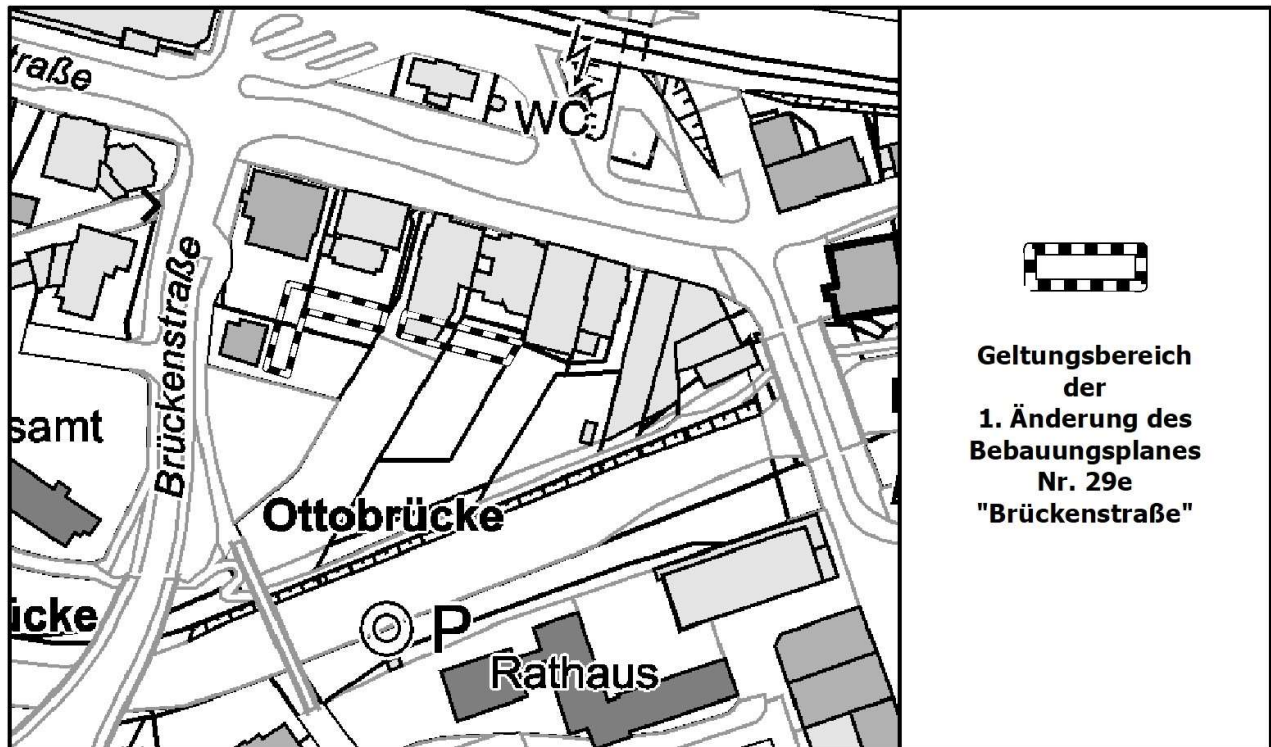 raße
WC
Brückenstraße
samt
Ottobrücke
ücke
P
Rathaus
Geltungsbereich
der
1. Änderung des
Bebauungsplanes
Nr. 29e
"Brückenstraße"